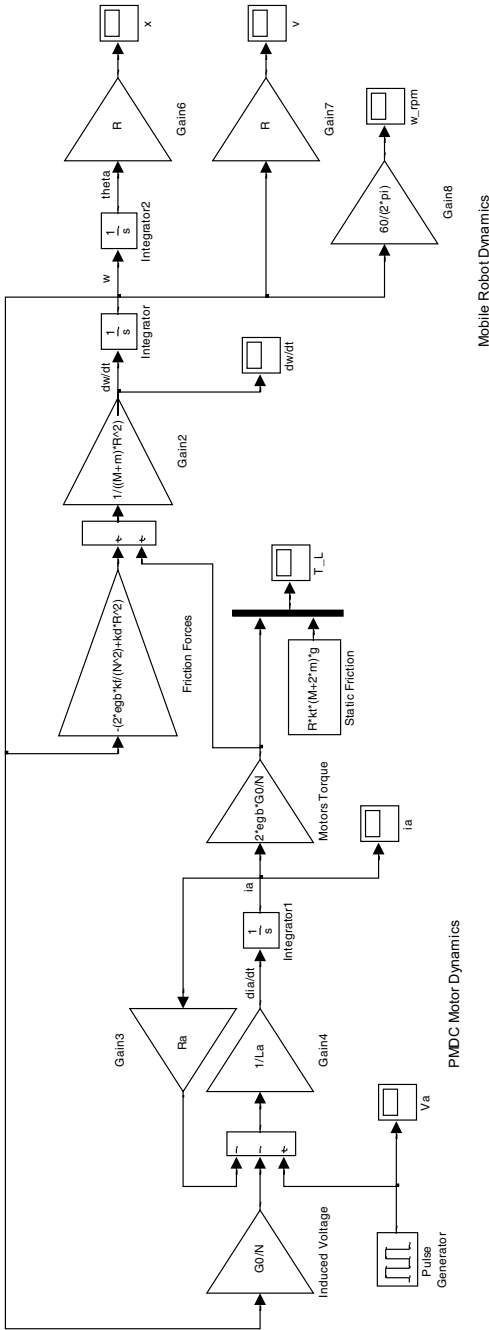 R
x
Gain6
theta
1
s
Integrator2
w
R
v
Gain7
60/(2*pi)
w_rpm
Gain8
1
s
Integrator
dw/dt
dw/dt
1/((M+m)*R^2)
Gain2
Mobile Robot Dynamics
-(2*egb*kf/(N^2)+kd*R^2)
Friction Forces
T_L
R*kt*(M+2*m)*g
Static Friction
2*egb*G0/N
Motors Torque
ia
ia
1
s
Integrator1
dia/dt
Ra
Gain3
1/La
Gain4
G0/N
Induced Voltage
Pulse
Generator
Va
PMDC Motor Dynamics